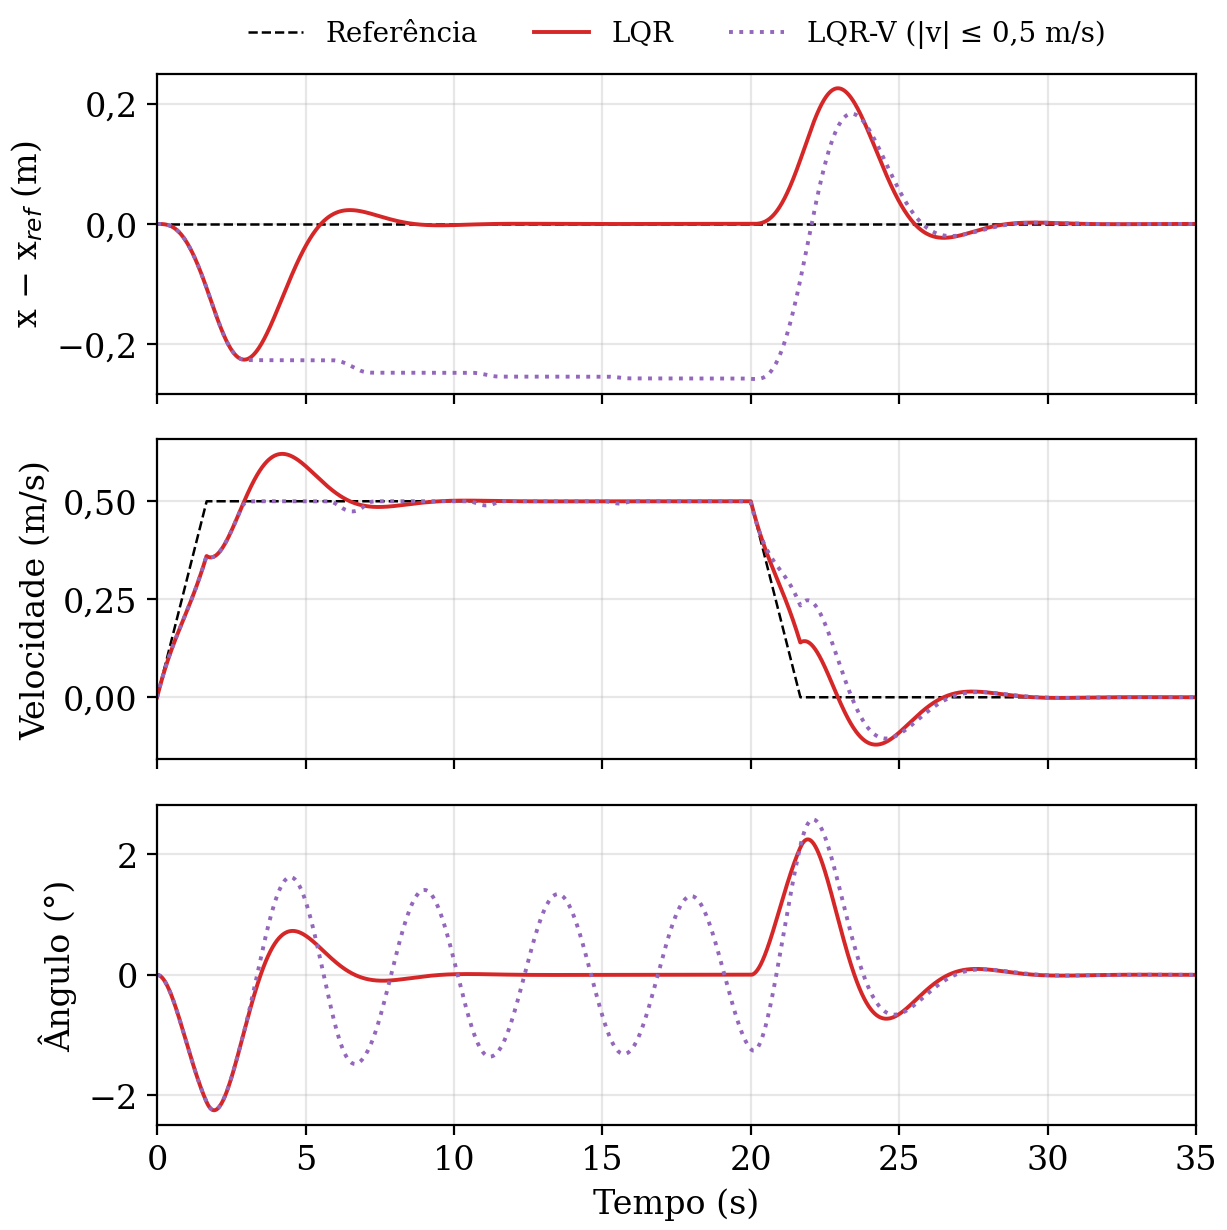 Referência LQR LQR-V (|v| ≤ 0,5 m/s)
x − x_ref (m)
0,2
0,0
−0,2
Velocidade (m/s)
0,50
0,25
0,00
Ângulo (°)
2
0
−2
0 5 10 15 20 25 30 35
Tempo (s)